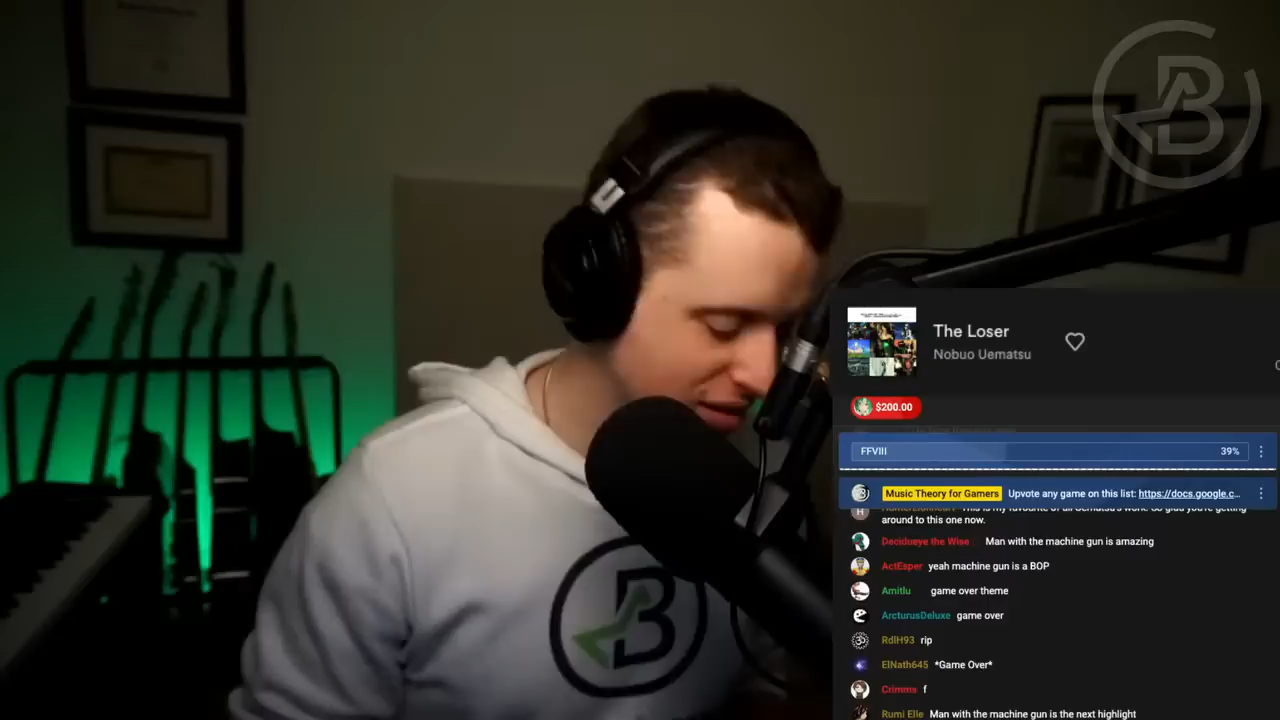 The Loser
Nobuo Uematsu
$200.00
FFVIII 39%
Music Theory for Gamers Upvote any game on this list: https://docs.google.c...
around to this one now.
Decidueye the Wise Man with the machine gun is amazing
ActEsper yeah machine gun is a BOP
Amitlu game over theme
ArcturusDeluxe game over
RdlH93 rip
ElNath645 *Game Over*
Crimms f
Rumi Elle Man with the machine gun is the next highlight